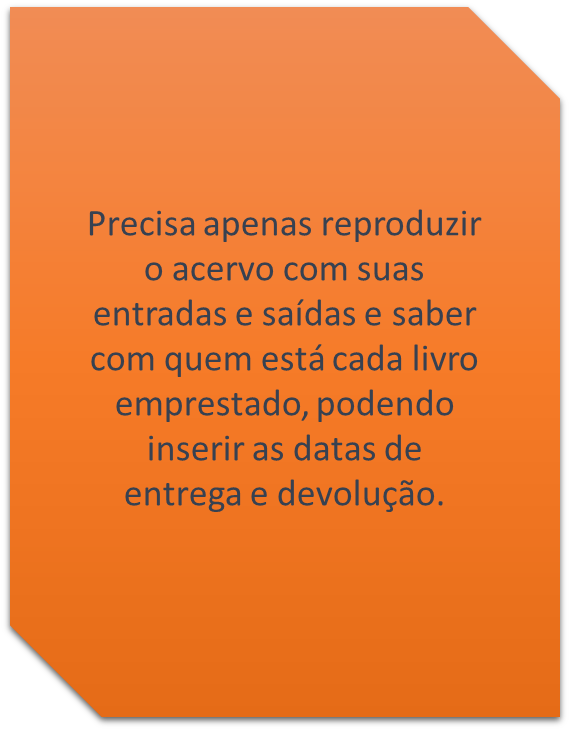 Precisa apenas reproduzir
o acervo com suas
entradas e saídas e saber
com quem está cada livro
emprestado, podendo
inserir as datas de
entrega e devolução.